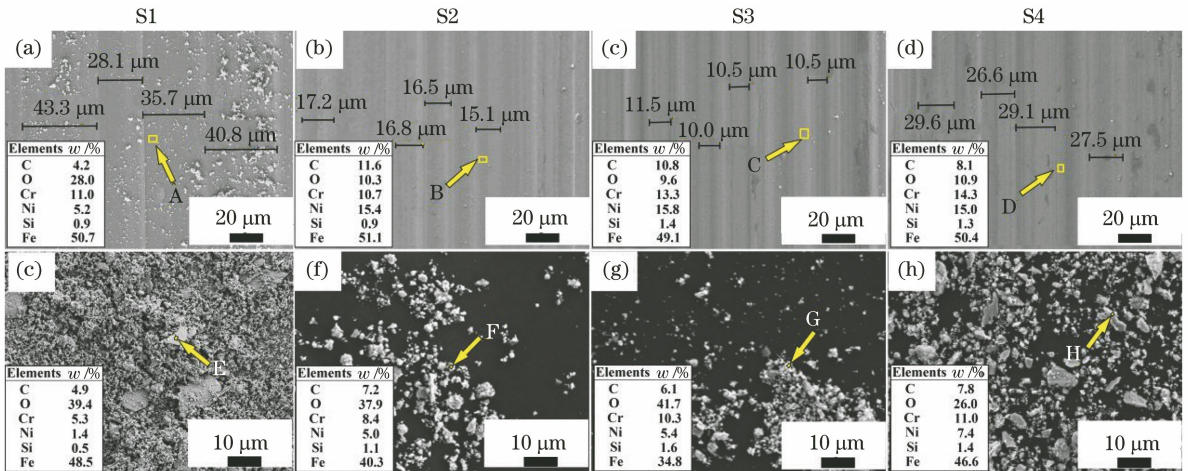 S1 S2 S3 S4
(a)
28.1 μm
43.3 μm
35.7 μm
40.8 μm
A
Elements w /%
C 4.2
O 28.0
Cr 11.0
Ni 5.2
Si 0.9
Fe 50.7
20 μm
(b)
16.5 μm
17.2 μm
15.1 μm
16.8 μm
B
Elements w /%
C 11.6
O 10.3
Cr 10.7
Ni 15.4
Si 0.9
Fe 51.1
20 μm
(c)
10.5 μm
10.5 μm
11.5 μm
10.0 μm
C
Elements w /%
C 10.8
O 9.6
Cr 13.3
Ni 15.8
Si 1.4
Fe 49.1
20 μm
(d)
26.6 μm
29.1 μm
29.6 μm
27.5 μm
D
Elements w /%
C 8.1
O 10.9
Cr 14.3
Ni 15.0
Si 1.3
Fe 50.4
20 μm
(c)
E
Elements w /%
C 4.9
O 39.4
Cr 5.3
Ni 1.4
Si 0.5
Fe 48.5
10 μm
(f)
F
Elements w /%
C 7.2
O 37.9
Cr 8.4
Ni 5.0
Si 1.1
Fe 40.3
10 μm
(g)
G
Elements w /%
C 6.1
O 41.7
Cr 10.3
Ni 5.4
Si 1.6
Fe 34.8
10 μm
(h)
H
Elements w /%
C 7.8
O 26.0
Cr 11.0
Ni 7.4
Si 1.4
Fe 46.6
10 μm